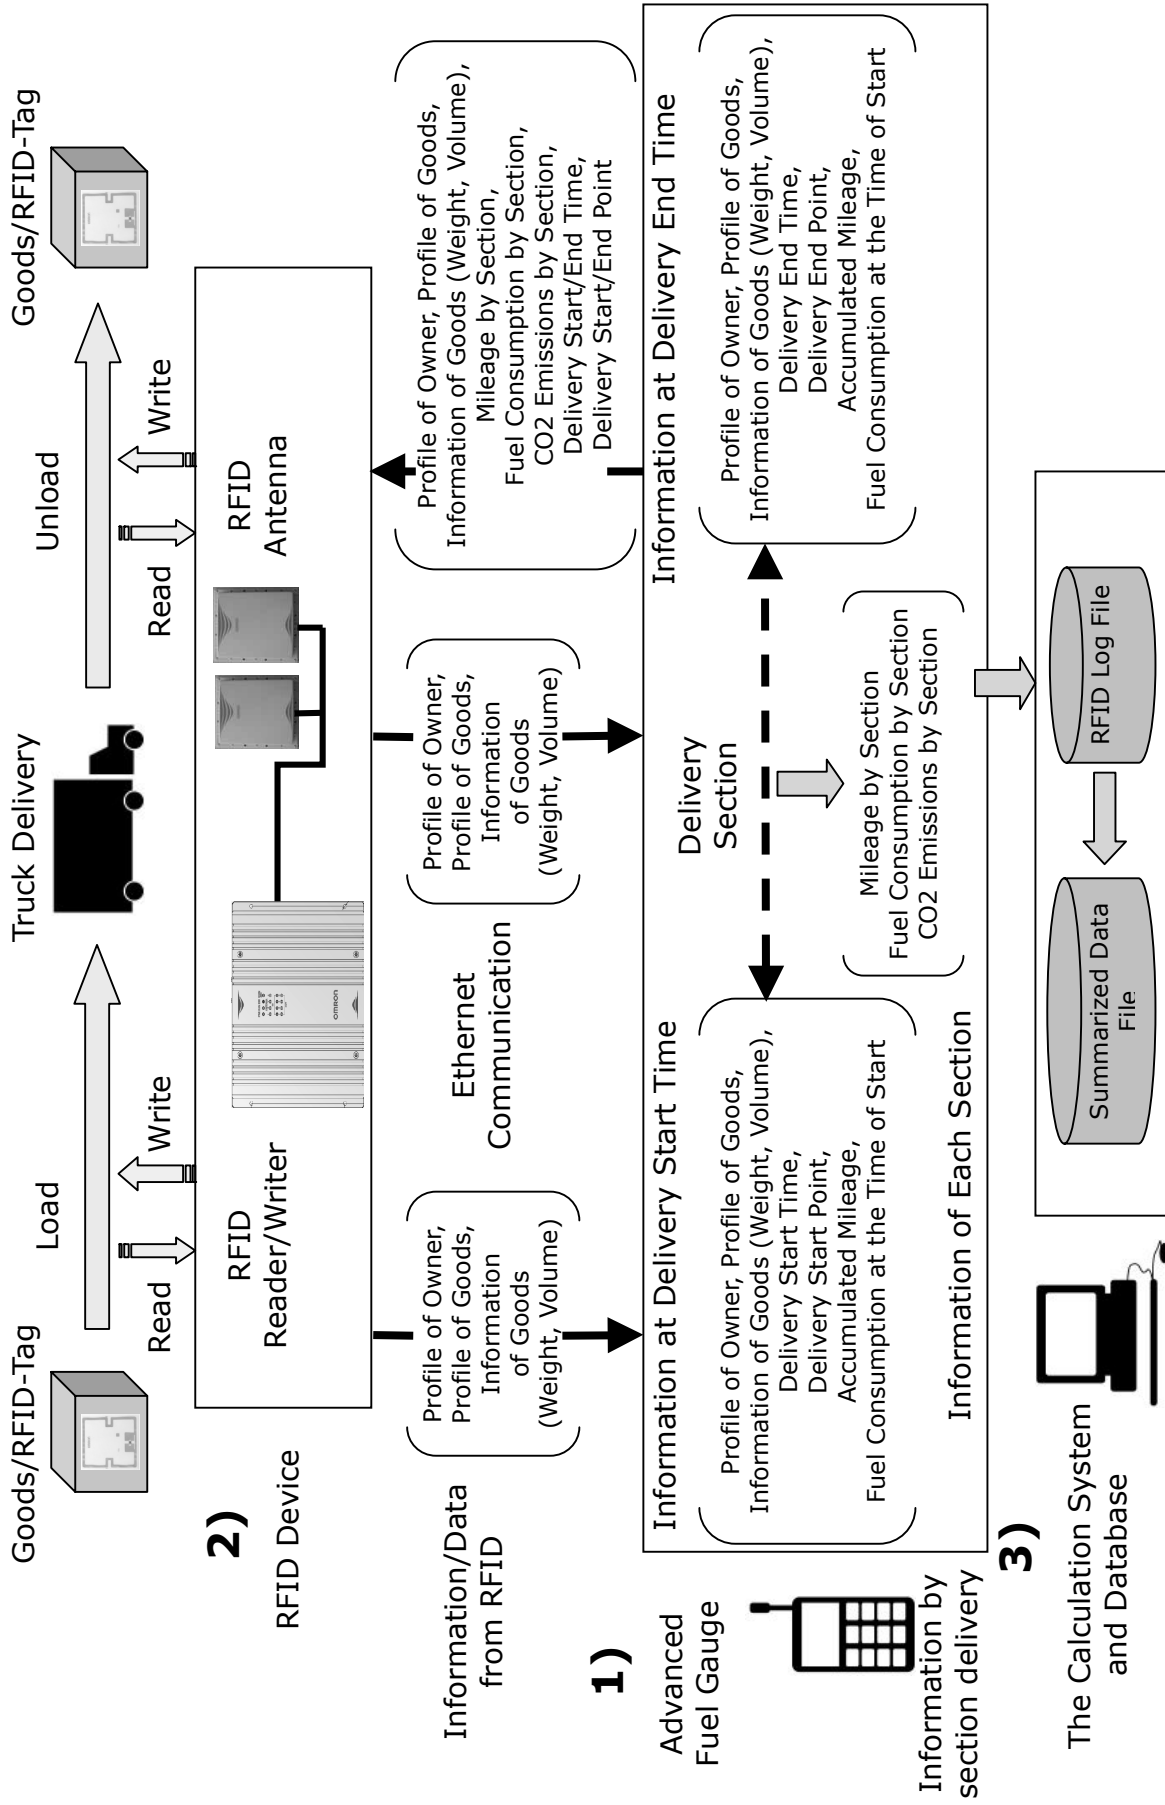 Goods/RFID-Tag
Load
Truck Delivery
Unload
Goods/RFID-Tag
Read
Write
Read
Write
2)
RFID Device
RFID
Reader/Writer
OMRON
RFID
Antenna
Information/Data
from RFID
Profile of Owner,
Profile of Goods,
Information
of Goods
(Weight, Volume)
Ethernet
Communication
Profile of Owner,
Profile of Goods,
Information
of Goods
(Weight, Volume)
Profile of Owner, Profile of Goods,
Information of Goods (Weight, Volume),
Mileage by Section,
Fuel Consumption by Section,
CO2 Emissions by Section,
Delivery Start/End Time,
Delivery Start/End Point
1)
Advanced
Fuel Gauge
Information by
section delivery
Information at Delivery Start Time
Profile of Owner, Profile of Goods,
Information of Goods (Weight, Volume),
Delivery Start Time,
Delivery Start Point,
Accumulated Mileage,
Fuel Consumption at the Time of Start
Delivery
Section
Information at Delivery End Time
Profile of Owner, Profile of Goods,
Information of Goods (Weight, Volume),
Delivery End Time,
Delivery End Point,
Accumulated Mileage,
Fuel Consumption at the Time of Start
Information of Each Section
Mileage by Section
Fuel Consumption by Section
CO2 Emissions by Section
3)
The Calculation System
and Database
Summarized Data
File
RFID Log File